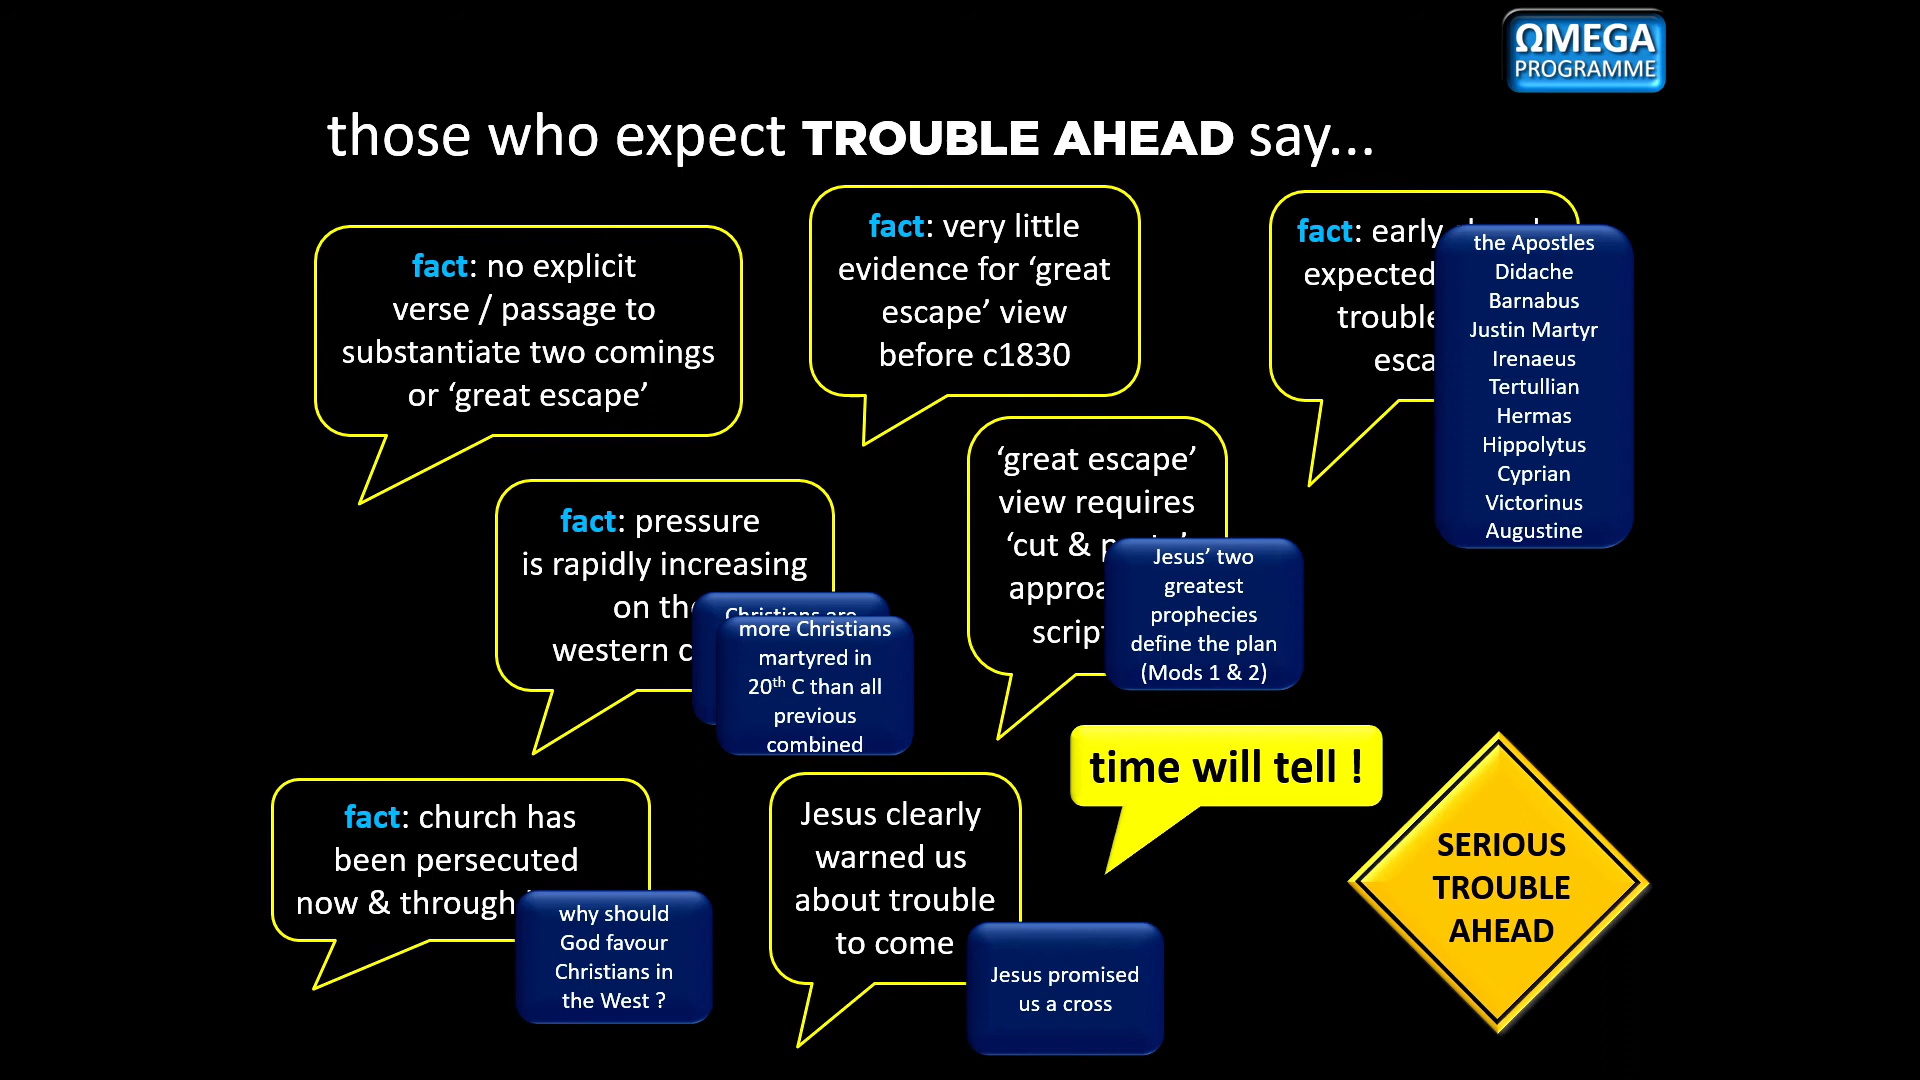 ΩMEGA
PROGRAMME
those who expect TROUBLE AHEAD say...
fact: no explicit
verse / passage to
substantiate two comings
or ‘great escape’
fact: very little
evidence for ‘great
escape’ view
before c1830
fact: early
expected
the Apostles
Didache
Barnabus
Justin Martyr
Irenaeus
Tertullian
Hermas
Hippolytus
Cyprian
Victorinus
Augustine
fact: pressure
is rapidly increasing
on
western
Christians are
more Christians
martyred in
20th C than all
previous
combined
‘great escape’
view requires
‘cut &
Jesus’ two
greatest
prophecies
define the plan
(Mods 1 & 2)
time will tell !
fact: church has
been persecuted
now & through
why should
God favour
Christians in
the West ?
Jesus clearly
warned us
about trouble
to come
Jesus promised
us a cross
SERIOUS
TROUBLE
AHEAD